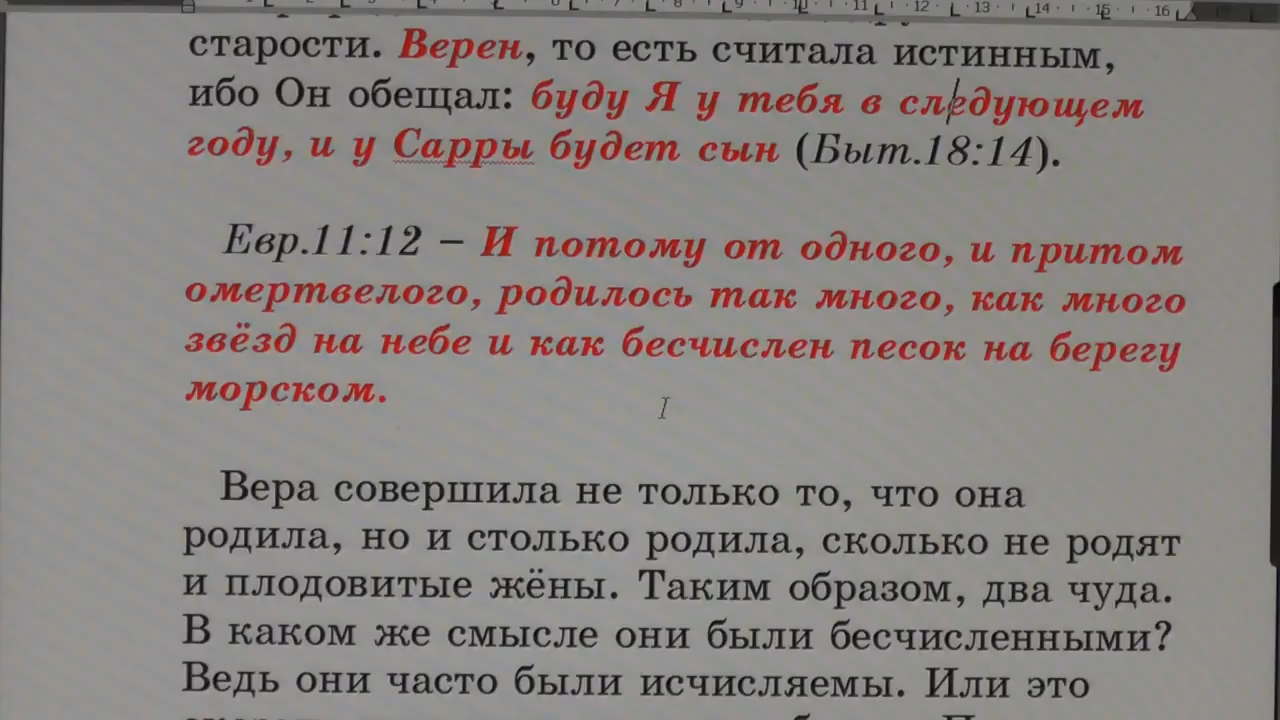 старости. Верен, то есть считала истинным,
ибо Он обещал: буду Я у тебя в следующем
году, и у Сарры будет сын (Быт.18:14).
Евр.11:12 – И потому от одного, и притом
омертвелого, родилось так много, как много
звёзд на небе и как бесчислен песок на берегу
морском.
Вера совершила не только то, что она
родила, но и столько родила, сколько не родят
и плодовитые жёны. Таким образом, два чуда.
В каком же смысле они были бесчисленными?
Ведь они часто были исчисляемы. Или это